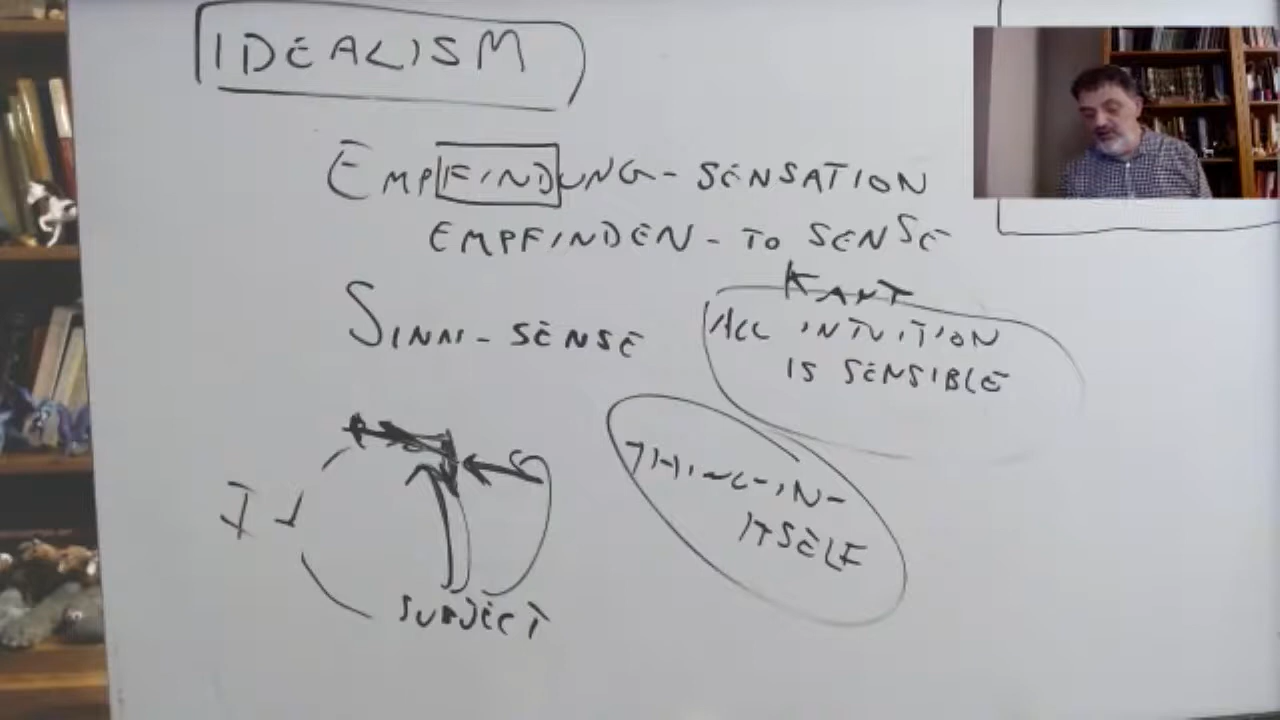 IDEALISM
EMPFINDUNG - SENSATION
EMPFINDEN - TO SENSE
KANT
SINN - SENSE
ALL INTUITION
IS SENSIBLE
THING-IN-
ITSELF
I
SUBJECT